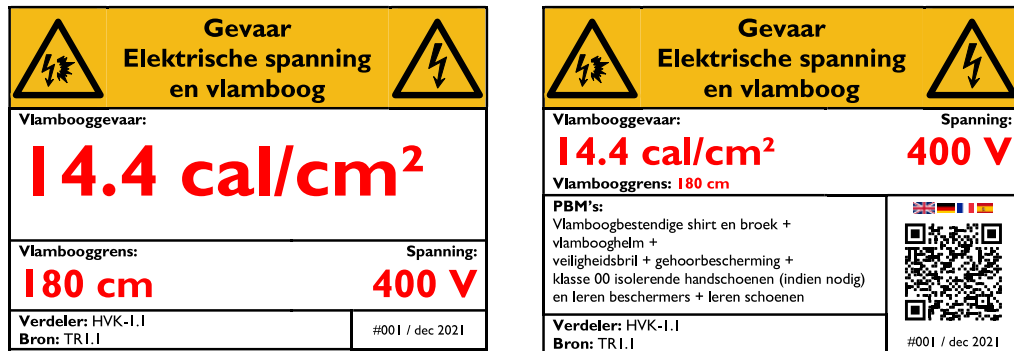 Gevaar
Elektrische spanning
en vlamboog
Vlambooggevaar:
14.4 cal/cm²
Vlambooggrens:
Spanning:
180 cm
400 V
Verdeler: HVK-1.1
Bron: TR1.1
#001 / dec 2021
Gevaar
Elektrische spanning
en vlamboog
Vlambooggevaar:
Spanning:
14.4 cal/cm²
400 V
Vlambooggrens: 180 cm
PBM's:
Vlamboogbestendige shirt en broek +
vlambooghelm +
veiligheidsbril + gehoorbescherming +
klasse 00 isolerende handschoenen (indien nodig)
en leren beschermers + leren schoenen
Verdeler: HVK-1.1
Bron: TR1.1
#001 / dec 2021